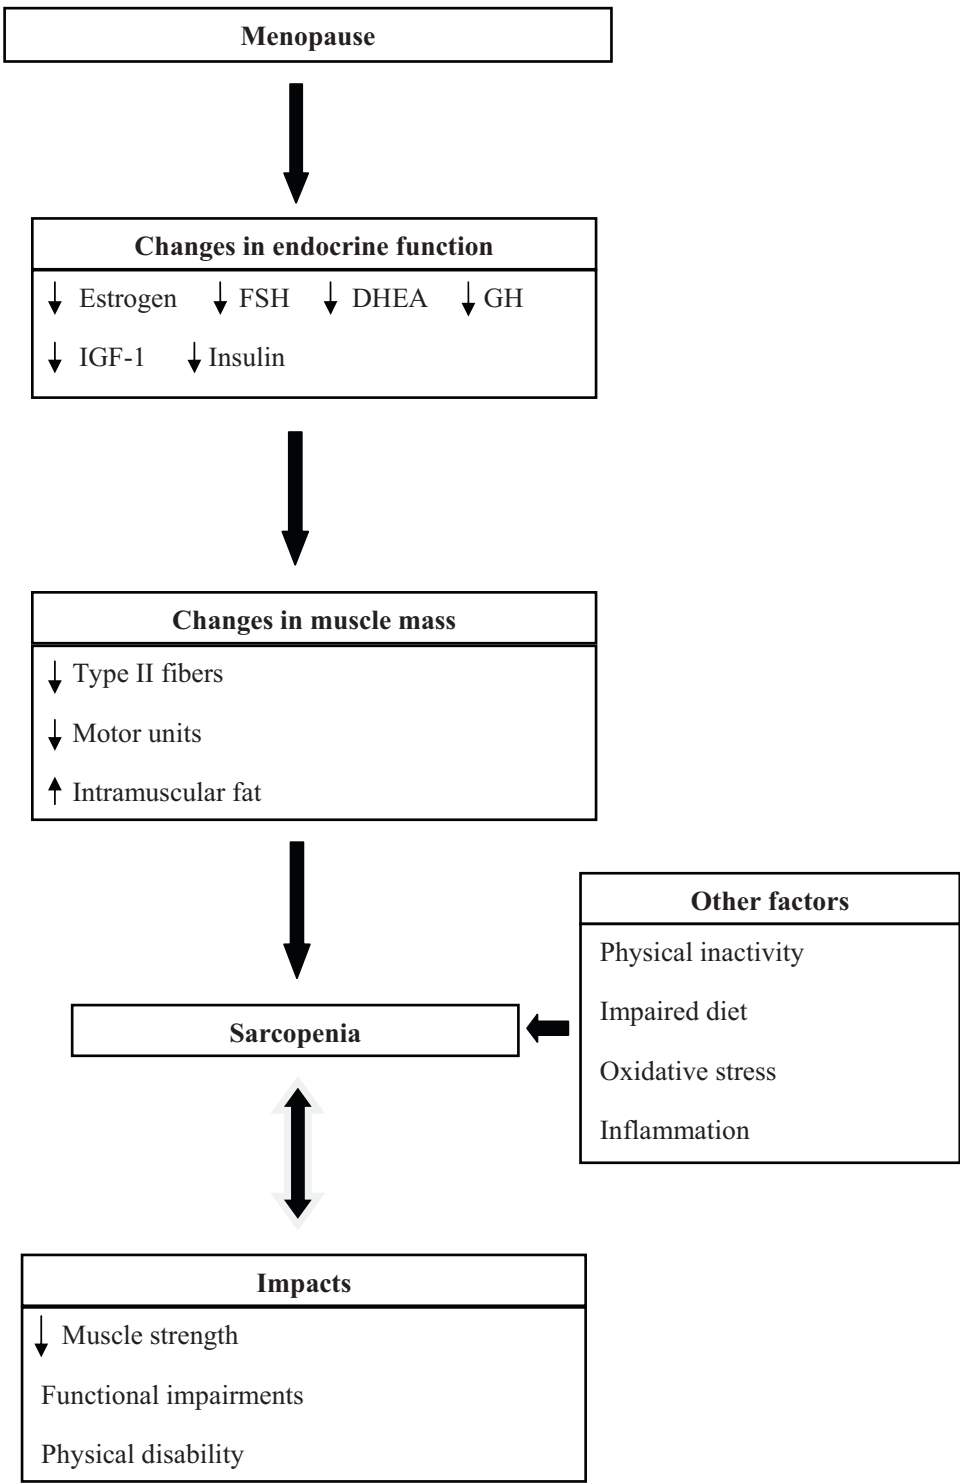 Menopause
Changes in endocrine function
↓ Estrogen ↓ FSH ↓ DHEA ↓ GH
↓ IGF-1 ↓ Insulin
Changes in muscle mass
↓ Type II fibers
↓ Motor units
↑ Intramuscular fat
Other factors
Physical inactivity
Impaired diet
Oxidative stress
Inflammation
Sarcopenia
Impacts
↓ Muscle strength
Functional impairments
Physical disability